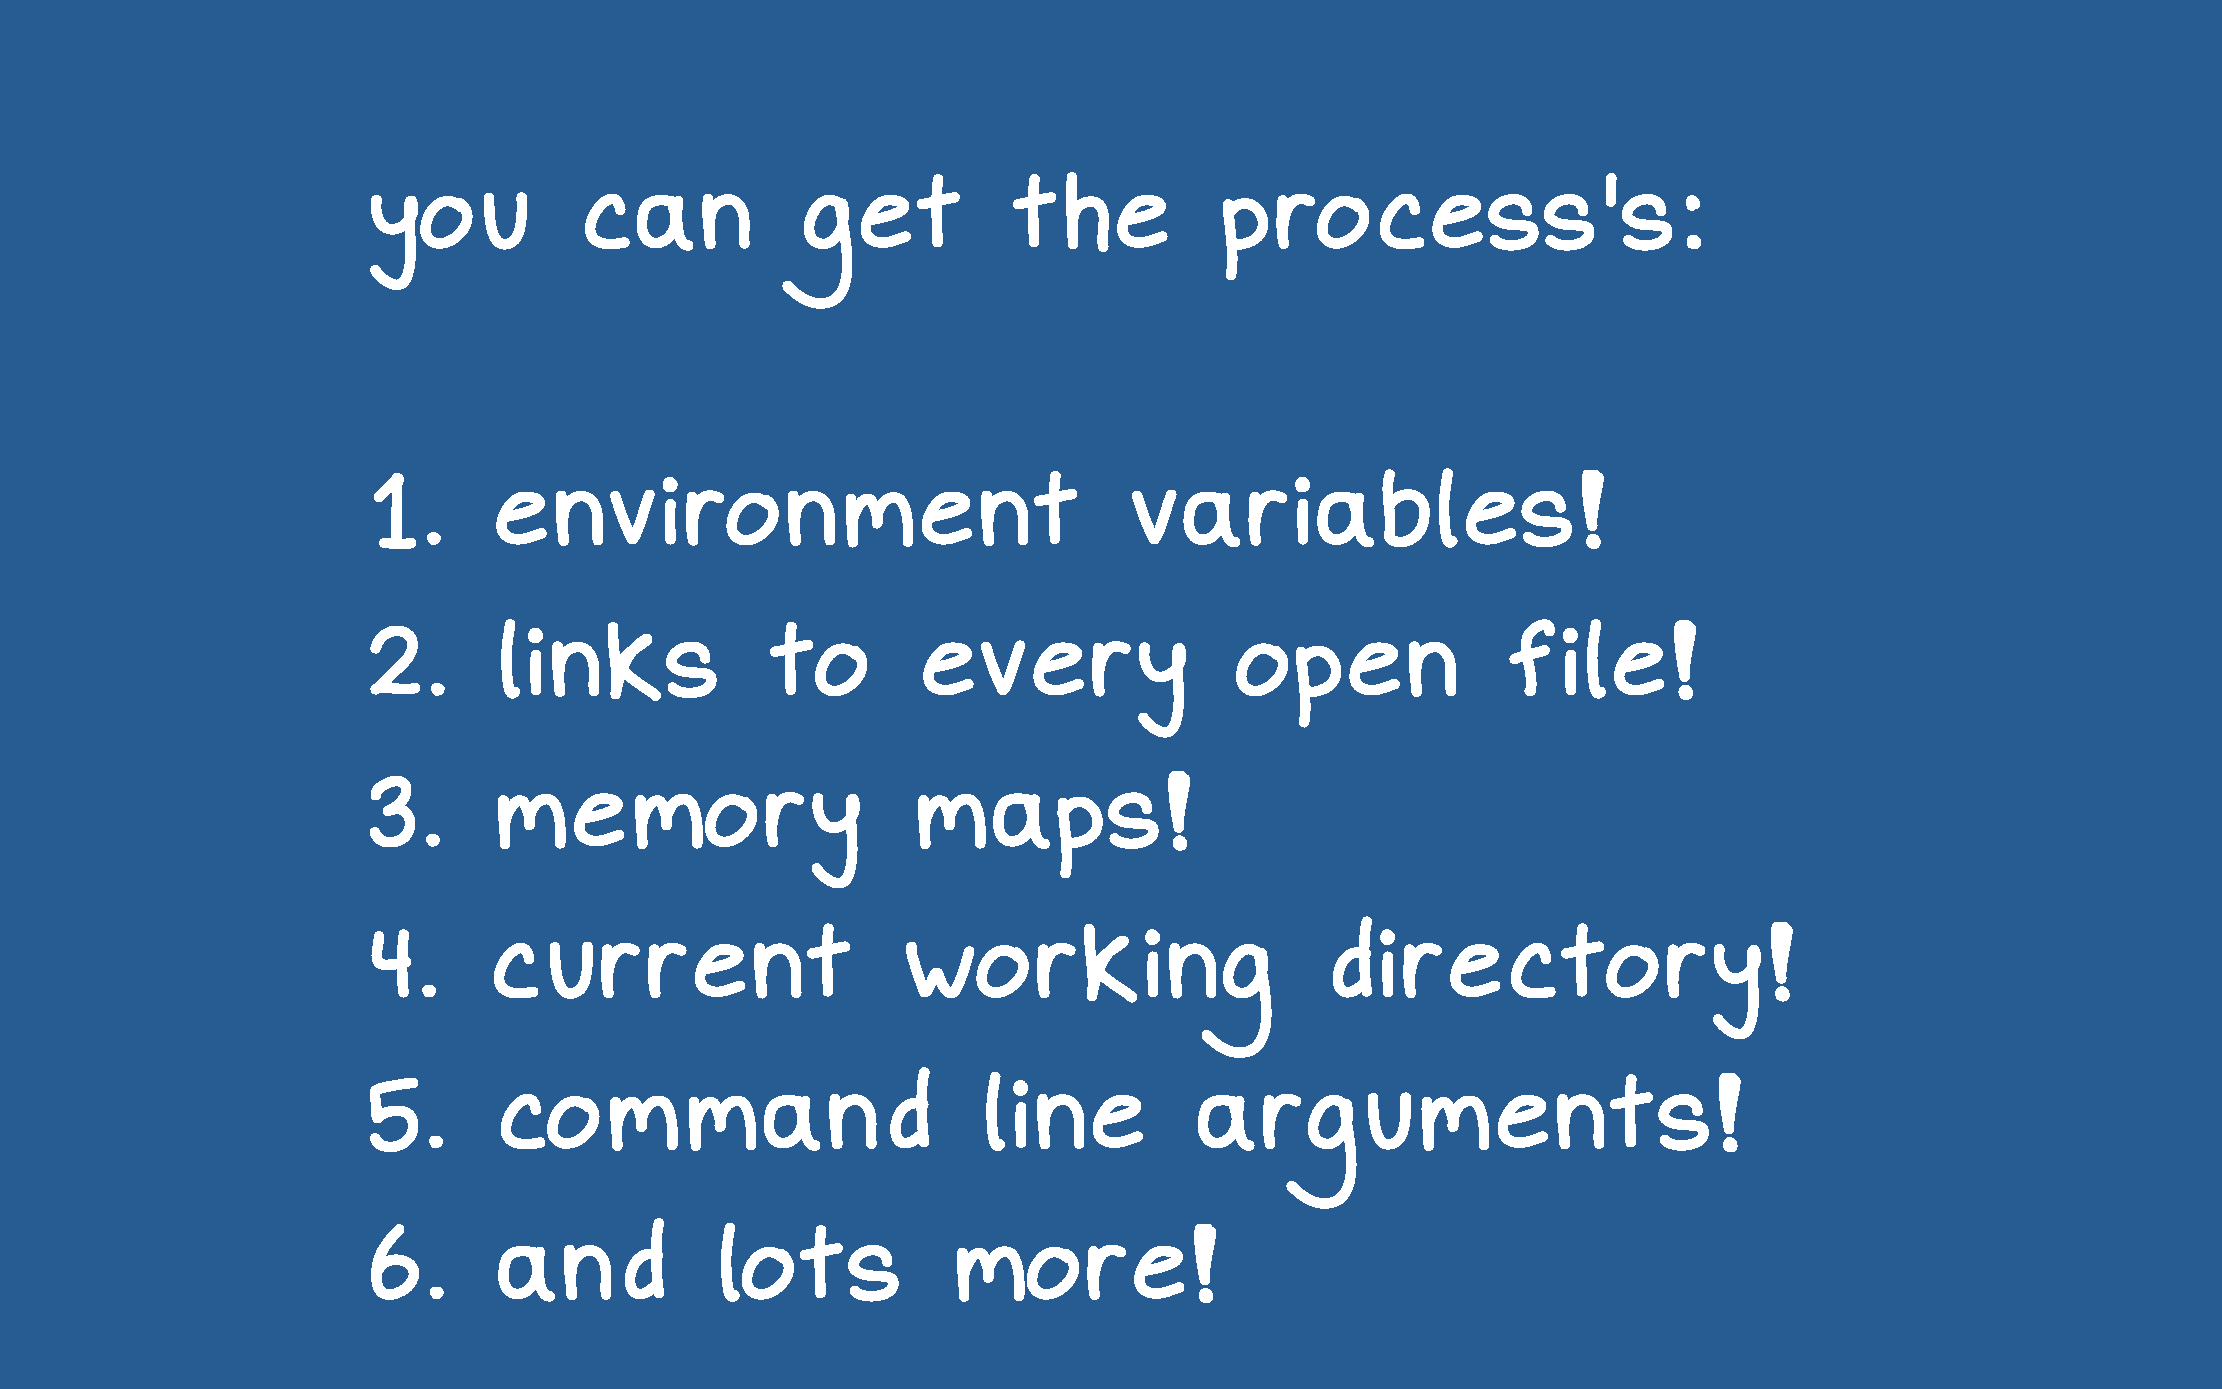 you can get the process's:
1. environment variables!
2. links to every open file!
3. memory maps!
4. current working directory!
5. command line arguments!
6. and lots more!